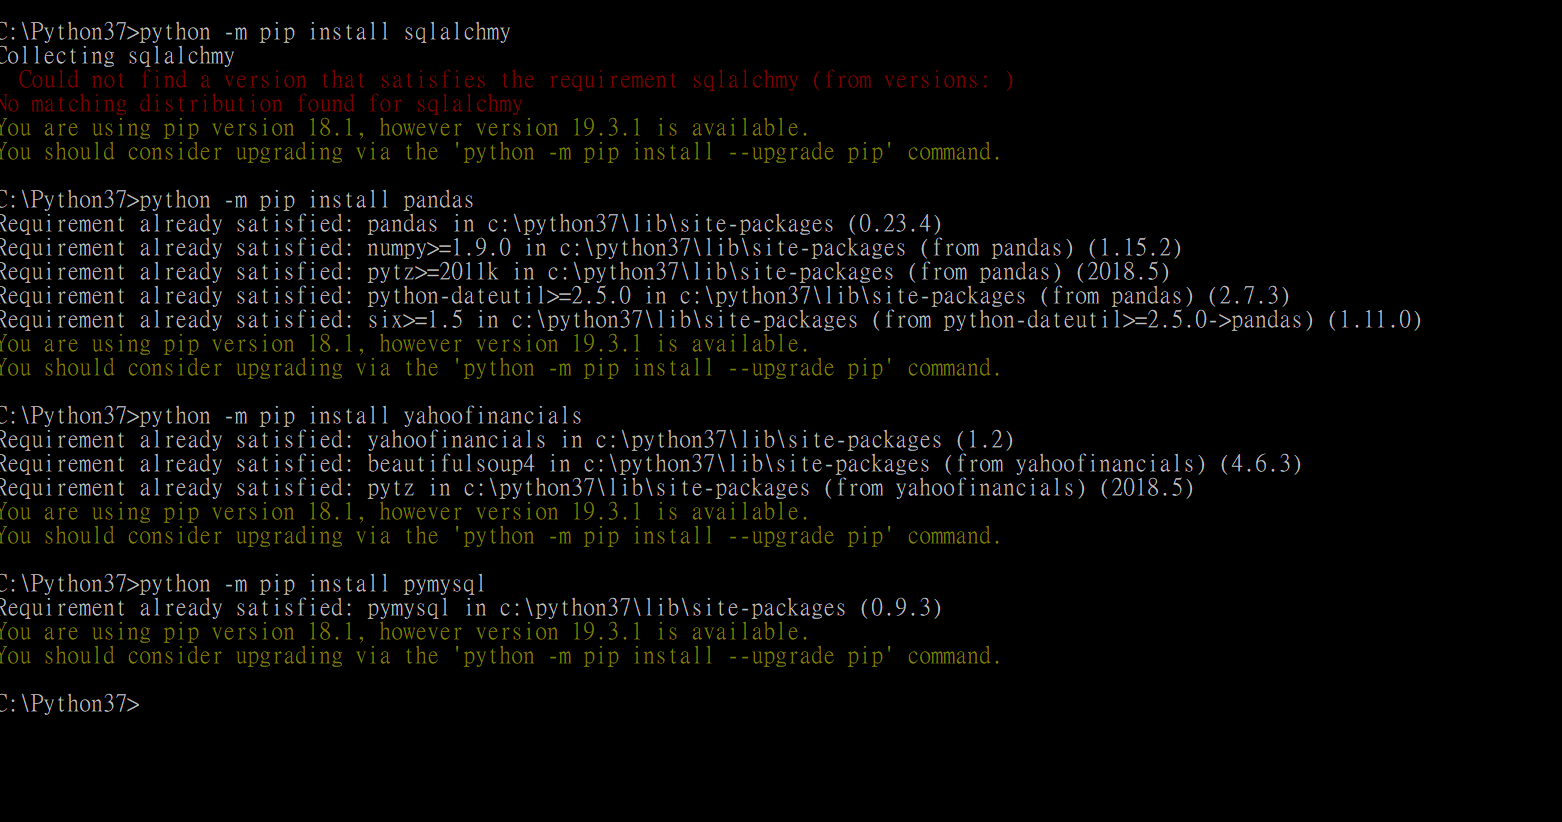 C:\Python37>python -m pip install sqlalchmy
Collecting sqlalchmy
  Could not find a version that satisfies the requirement sqlalchmy (from versions: )
No matching distribution found for sqlalchmy
You are using pip version 18.1, however version 19.3.1 is available.
You should consider upgrading via the 'python -m pip install --upgrade pip' command.
C:\Python37>python -m pip install pandas
Requirement already satisfied: pandas in c:\python37\lib\site-packages (0.23.4)
Requirement already satisfied: numpy>=1.9.0 in c:\python37\lib\site-packages (from pandas) (1.15.2)
Requirement already satisfied: pytz>=2011k in c:\python37\lib\site-packages (from pandas) (2018.5)
Requirement already satisfied: python-dateutil>=2.5.0 in c:\python37\lib\site-packages (from pandas) (2.7.3)
Requirement already satisfied: six>=1.5 in c:\python37\lib\site-packages (from python-dateutil>=2.5.0->pandas) (1.11.0)
You are using pip version 18.1, however version 19.3.1 is available.
You should consider upgrading via the 'python -m pip install --upgrade pip' command.
C:\Python37>python -m pip install yahoofinancials
Requirement already satisfied: yahoofinancials in c:\python37\lib\site-packages (1.2)
Requirement already satisfied: beautifulsoup4 in c:\python37\lib\site-packages (from yahoofinancials) (4.6.3)
Requirement already satisfied: pytz in c:\python37\lib\site-packages (from yahoofinancials) (2018.5)
You are using pip version 18.1, however version 19.3.1 is available.
You should consider upgrading via the 'python -m pip install --upgrade pip' command.
C:\Python37>python -m pip install pymysql
Requirement already satisfied: pymysql in c:\python37\lib\site-packages (0.9.3)
You are using pip version 18.1, however version 19.3.1 is available.
You should consider upgrading via the 'python -m pip install --upgrade pip' command.
C:\Python37>